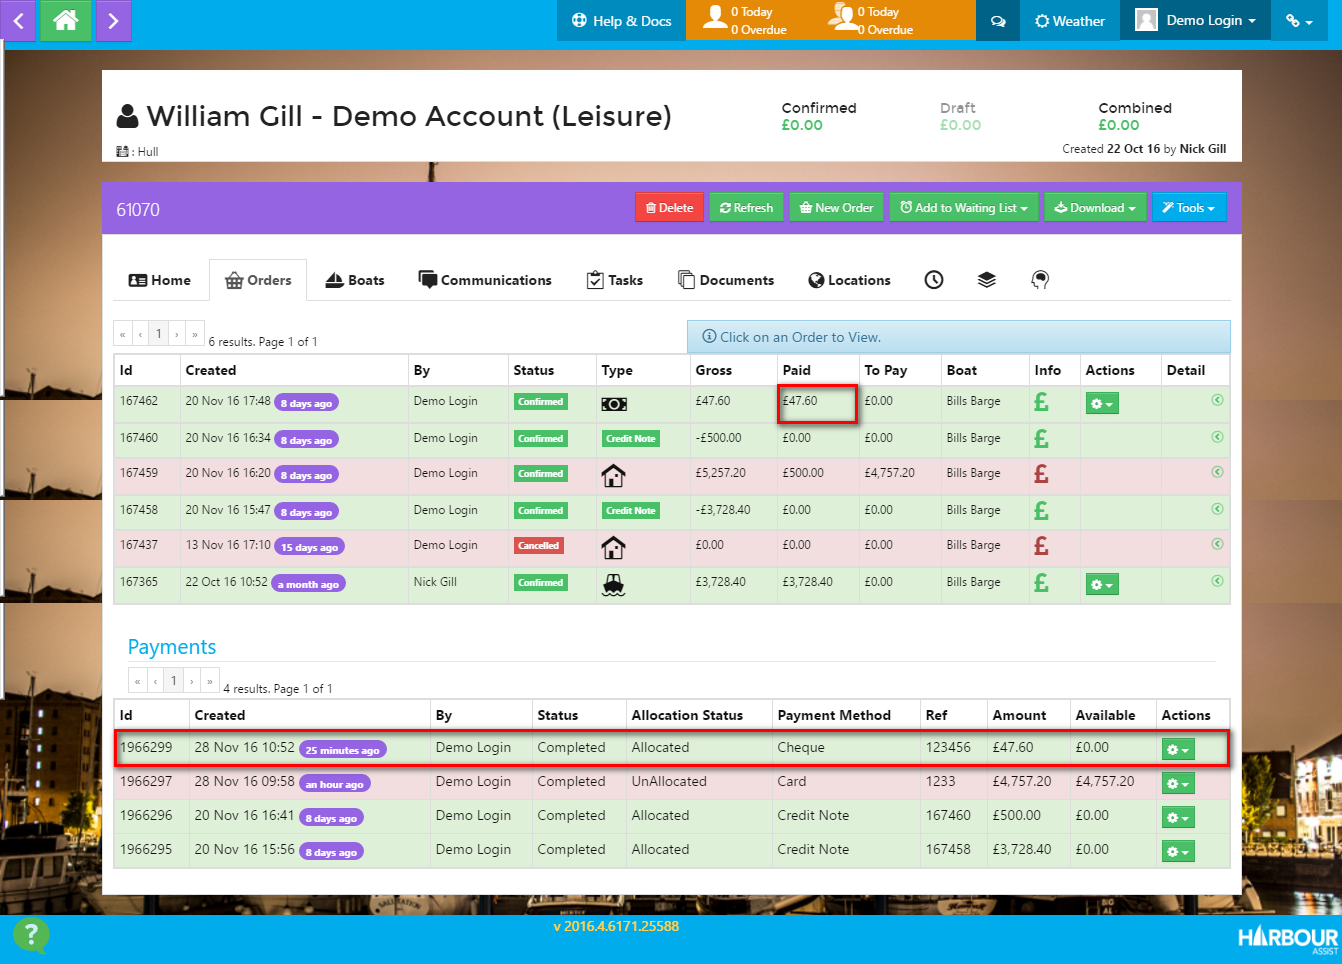 Help & Docs
0 Today
0 Overdue
0 Today
0 Overdue
Weather
Demo Login
William Gill - Demo Account (Leisure)
: Hull
Confirmed
£0.00
Draft
£0.00
Combined
£0.00
Created 22 Oct 16 by Nick Gill
61070
Delete
Refresh
New Order
Add to Waiting List
Download
Tools
Home
Orders
Boats
Communications
Tasks
Documents
Locations
« ‹ 1 › »
6 results. Page 1 of 1
Click on an Order to View.
Id Created By Status Type Gross Paid To Pay Boat Info Actions Detail
167462 20 Nov 16 17:48 8 days ago Demo Login Confirmed £47.60 £47.60 £0.00 Bills Barge £
167460 20 Nov 16 16:34 8 days ago Demo Login Confirmed Credit Note -£500.00 £0.00 £0.00 Bills Barge £
167459 20 Nov 16 16:20 8 days ago Demo Login Confirmed £5,257.20 £500.00 £4,757.20 Bills Barge £
167458 20 Nov 16 15:47 8 days ago Demo Login Confirmed Credit Note -£3,728.40 £0.00 £0.00 Bills Barge £
167437 13 Nov 16 17:10 15 days ago Demo Login Cancelled £0.00 £0.00 £0.00 Bills Barge £
167365 22 Oct 16 10:52 a month ago Nick Gill Confirmed £3,728.40 £3,728.40 £0.00 Bills Barge £
Payments
« ‹ 1 › »
4 results. Page 1 of 1
Id Created By Status Allocation Status Payment Method Ref Amount Available Actions
1966299 28 Nov 16 10:52 25 minutes ago Demo Login Completed Allocated Cheque 123456 £47.60 £0.00
1966297 28 Nov 16 09:58 an hour ago Demo Login Completed UnAllocated Card 1233 £4,757.20 £4,757.20
1966296 20 Nov 16 16:41 8 days ago Demo Login Completed Allocated Credit Note 167460 £500.00 £0.00
1966295 20 Nov 16 15:56 8 days ago Demo Login Completed Allocated Credit Note 167458 £3,728.40 £0.00
?
v 2016.4.6171.25588
HARBOUR
ASSIST